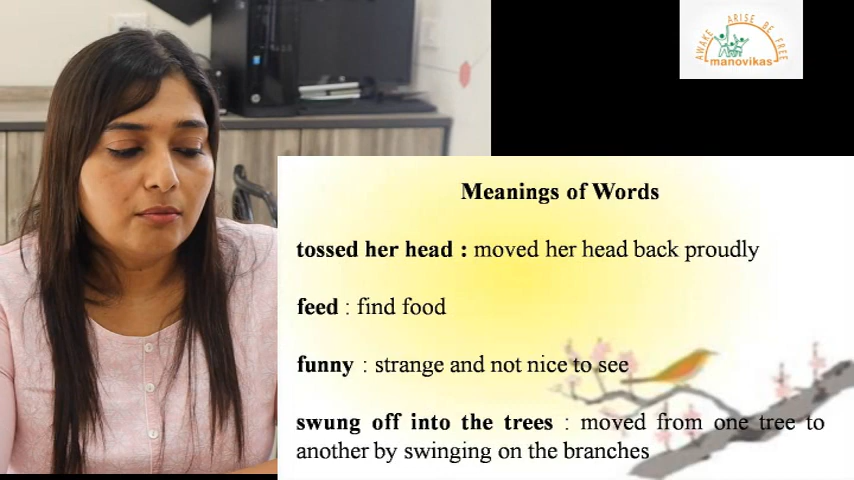 AWAKE ARISE BE FREE
manovikas
Meanings of Words
tossed her head : moved her head back proudly
feed : find food
funny : strange and not nice to see
swung off into the trees : moved from one tree to
another by swinging on the branches